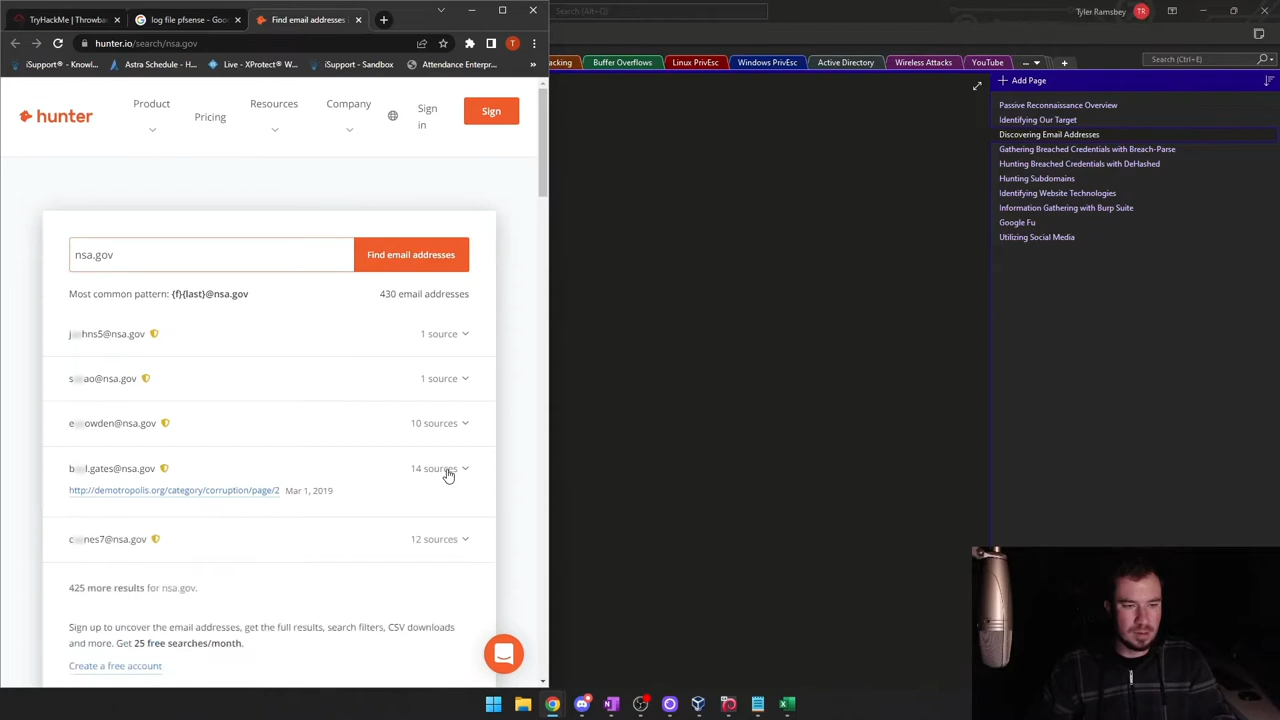 TryHackMe | Throwba
log file pfsense - Goo
Find email addresses
hunter.io/search/nsa.gov
iSupport® - Knowl...
Astra Schedule - H...
Live - XProtect® W...
iSupport® - Sandbox
Attendance Enterpr...
hunter
Product
Pricing
Resources
Company
Sign in
Sign
nsa.gov
Find email addresses
Most common pattern: {f}{last}@nsa.gov
430 email addresses
hns5@nsa.gov
1 source
ao@nsa.gov
1 source
owden@nsa.gov
10 sources
l.gates@nsa.gov
14 sources
http://demotropolis.org/category/corruption/page/2 Mar 1, 2019
nes7@nsa.gov
12 sources
425 more results for nsa.gov.
Sign up to uncover the email addresses, get the full results, search filters, CSV downloads
and more. Get 25 free searches/month.
Create a free account
Search (Alt+Q)
Tyler Ramsbey
TR
acking
Buffer Overflows
Linux PrivEsc
Windows PrivEsc
Active Directory
Wireless Attacks
YouTube
Search (Ctrl+E)
Add Page
Passive Reconnaissance Overview
Identifying Our Target
Discovering Email Addresses
Gathering Breached Credentials with Breach-Parse
Hunting Breached Credentials with DeHashed
Hunting Subdomains
Identifying Website Technologies
Information Gathering with Burp Suite
Google Fu
Utilizing Social Media